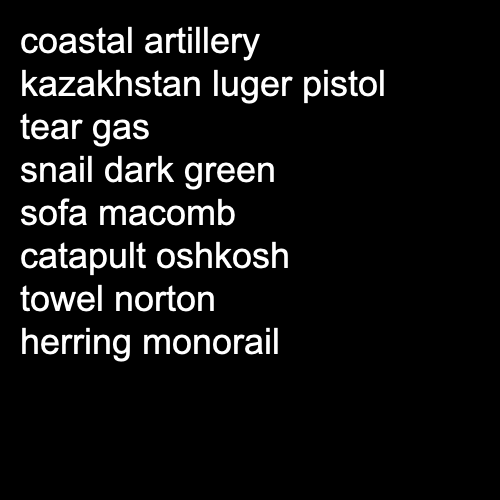 coastal artillery
kazakhstan luger pistol
tear gas
snail dark green
sofa macomb
catapult oshkosh
towel norton
herring monorail